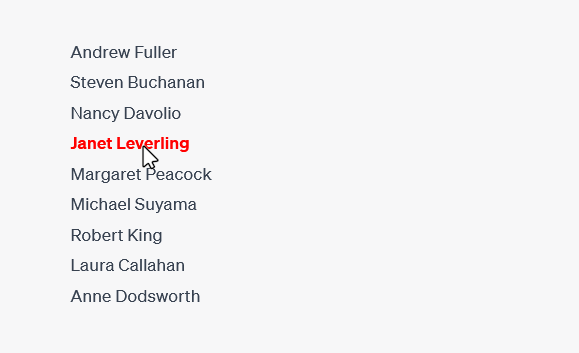 Andrew Fuller
Steven Buchanan
Nancy Davolio
Janet Leverling
Margaret Peacock
Michael Suyama
Robert King
Laura Callahan
Anne Dodsworth